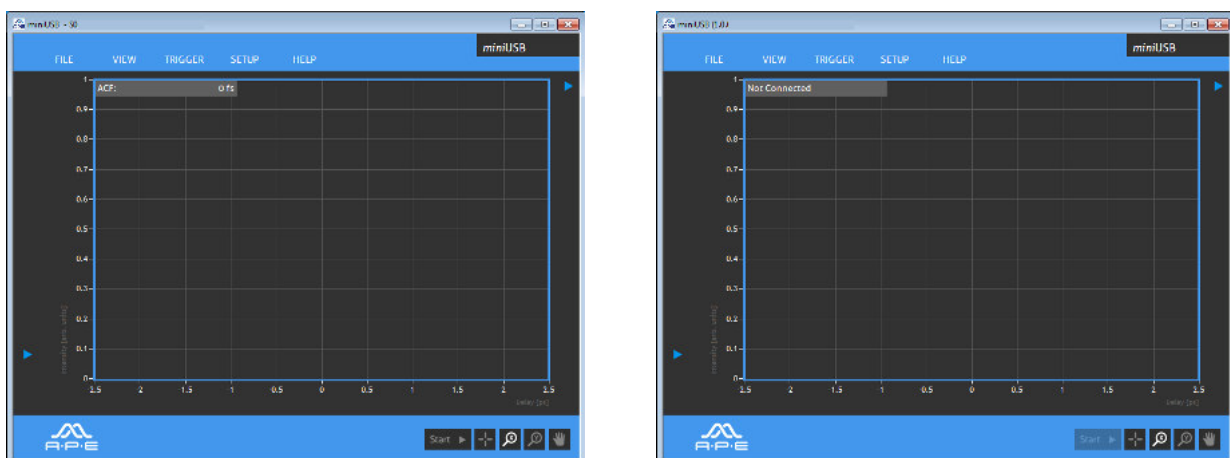 miniUSB - S0
miniUSB
FILE VIEW TRIGGER SETUP HELP
ACF: 0 fs
1
0.9
0.8
0.7
0.6
0.5
0.4
0.3
0.2
0.1
0
2.5 2 1.5 1 0.5 0 0.5 1 1.5 2 2.5
Delay [ps]
A·P·E
Start
miniUSB
miniUSB
FILE VIEW TRIGGER SETUP HELP
Not Connected
1
0.9
0.8
0.7
0.6
0.5
0.4
0.3
0.2
0.1
0
2.5 2 1.5 1 0.5 0 0.5 1 1.5 2 2.5
Delay [ps]
A·P·E
Start